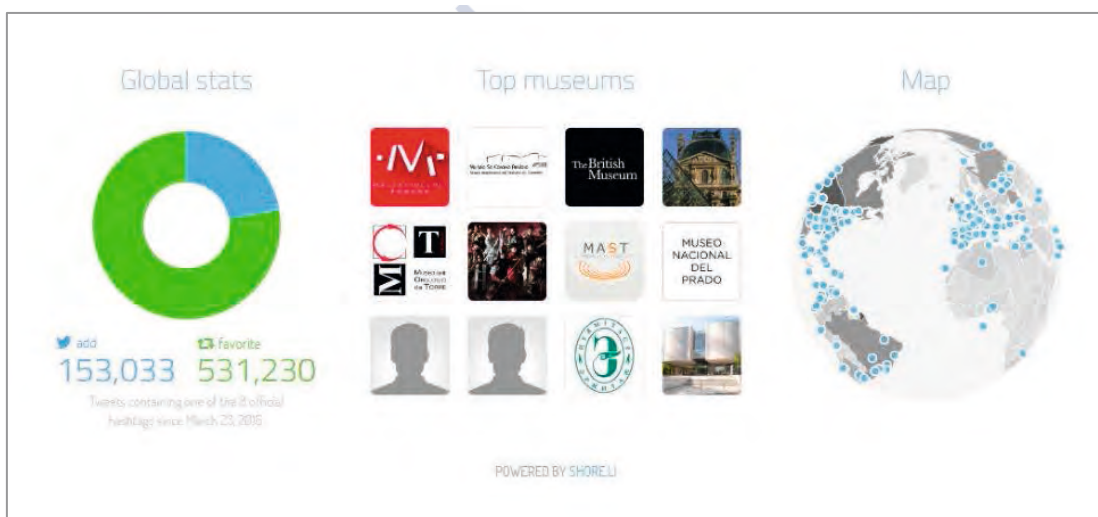 Global stats
Top museums
Map
The British
Museum
MAST
MUSEO
NACIONAL
DEL
PRADO
add
favorite
153,033
531,230
Tweets containing one of the 8 official
hashtags since March 23, 2016
POWERED BY SHORE.LI